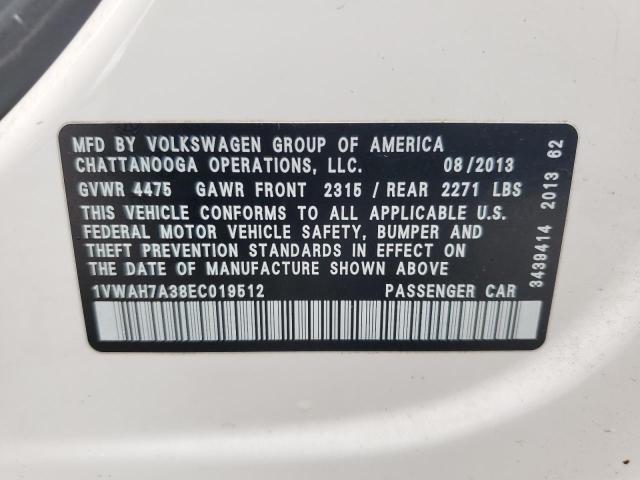 MFD BY VOLKSWAGEN GROUP OF AMERICA
CHATTANOOGA OPERATIONS, LLC. 08/2013
GVWR 4475 GAWR FRONT 2315 / REAR 2271 LBS
THIS VEHICLE CONFORMS TO ALL APPLICABLE U.S.
FEDERAL MOTOR VEHICLE SAFETY, BUMPER AND
THEFT PREVENTION STANDARDS IN EFFECT ON
THE DATE OF MANUFACTURE SHOWN ABOVE
1VWAH7A38EC019512 PASSENGER CAR
3439414 2013 62